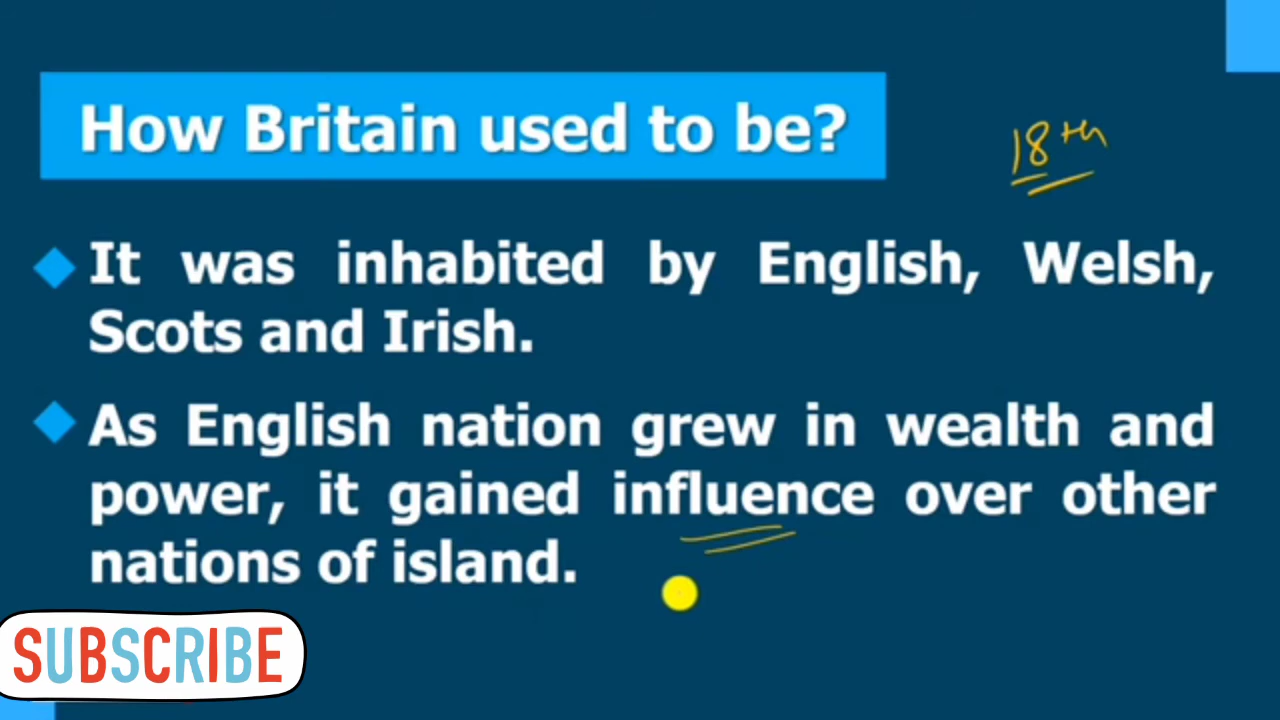 How Britain used to be?
18th
It was inhabited by English, Welsh,
Scots and Irish.
As English nation grew in wealth and
power, it gained influence over other
nations of island.
SUBSCRIBE